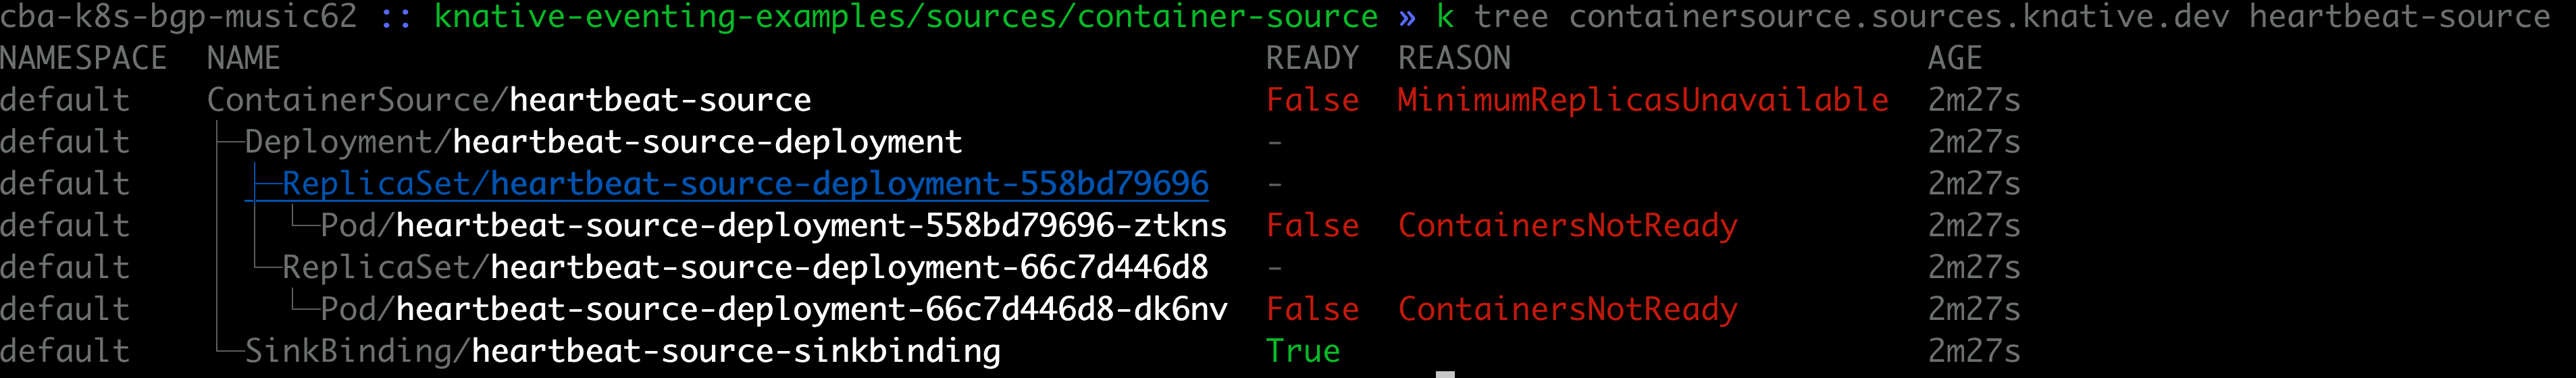 cba-k8s-bgp-music62 :: knative-eventing-examples/sources/container-source » k tree containersource.sources.knative.dev heartbeat-source
NAMESPACE  NAME                                                     READY  REASON                      AGE
default    ContainerSource/heartbeat-source                         False  MinimumReplicasUnavailable  2m27s
default    ├─Deployment/heartbeat-source-deployment                 -                                  2m27s
default    │ ├─ReplicaSet/heartbeat-source-deployment-558bd79696    -                                  2m27s
default    │ │ └─Pod/heartbeat-source-deployment-558bd79696-ztkns   False  ContainersNotReady          2m27s
default    │ └─ReplicaSet/heartbeat-source-deployment-66c7d446d8    -                                  2m27s
default    │   └─Pod/heartbeat-source-deployment-66c7d446d8-dk6nv   False  ContainersNotReady          2m27s
default    └─SinkBinding/heartbeat-source-sinkbinding               True                               2m27s